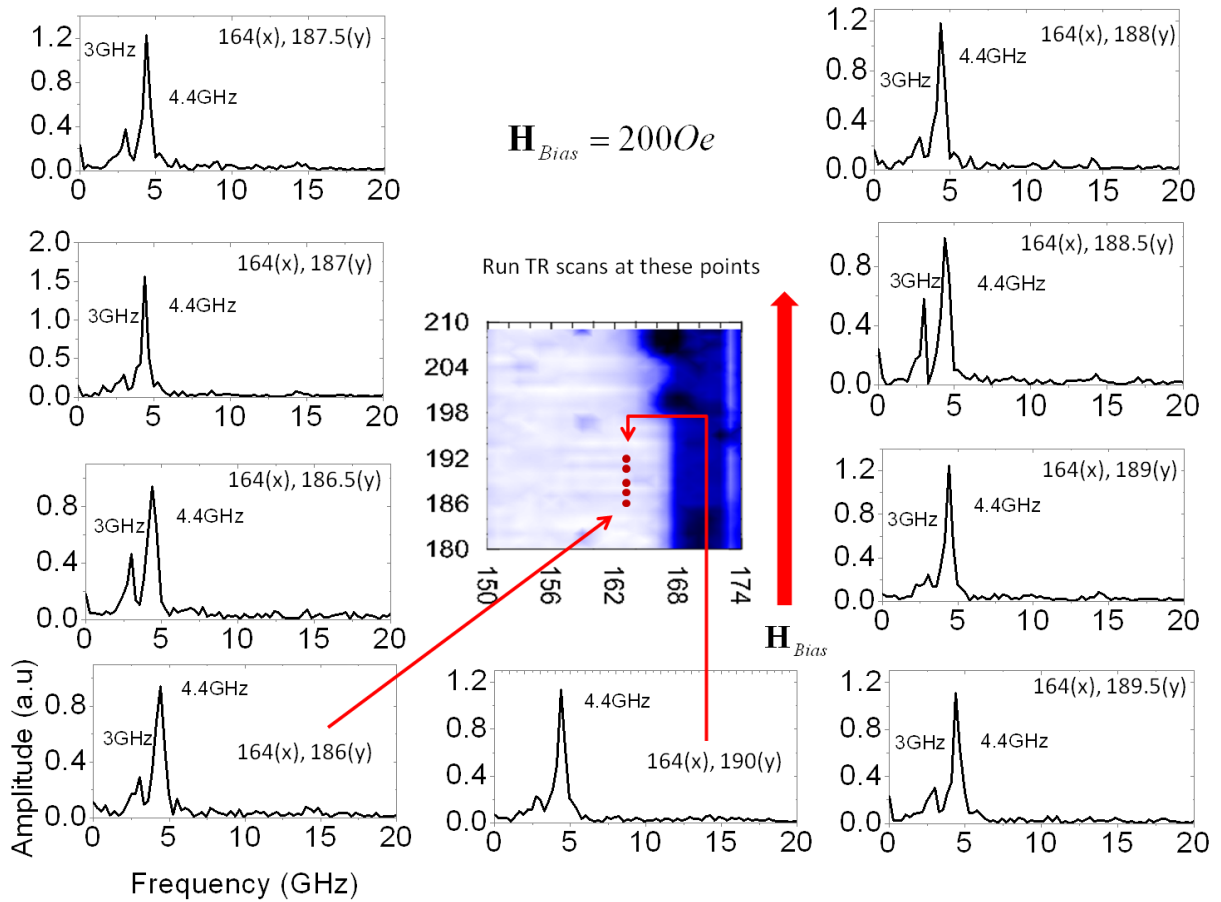 164(x), 187.5(y)
3GHz
4.4GHz
1.2
0.8
0.4
0.0
0 5 10 15 20
H_Bias = 200Oe
164(x), 188(y)
3GHz
4.4GHz
1.2
0.8
0.4
0.0
0 5 10 15 20
164(x), 187(y)
3GHz
4.4GHz
2.0
1.5
1.0
0.5
0.0
0 5 10 15 20
Run TR scans at these points
210
204
198
192
186
180
150 156 162 168 174
H_Bias
164(x), 188.5(y)
3GHz
4.4GHz
0.8
0.4
0.0
0 5 10 15 20
164(x), 186.5(y)
3GHz
4.4GHz
0.8
0.4
0.0
0 5 10 15 20
164(x), 189(y)
3GHz
4.4GHz
1.2
0.8
0.4
0.0
0 5 10 15 20
Amplitude (a.u)
4.4GHz
3GHz
164(x), 186(y)
0.8
0.4
0.0
0 5 10 15 20
Frequency (GHz)
4.4GHz
164(x), 190(y)
1.2
0.8
0.4
0.0
0 5 10 15 20
164(x), 189.5(y)
3GHz
4.4GHz
1.2
0.8
0.4
0.0
0 5 10 15 20